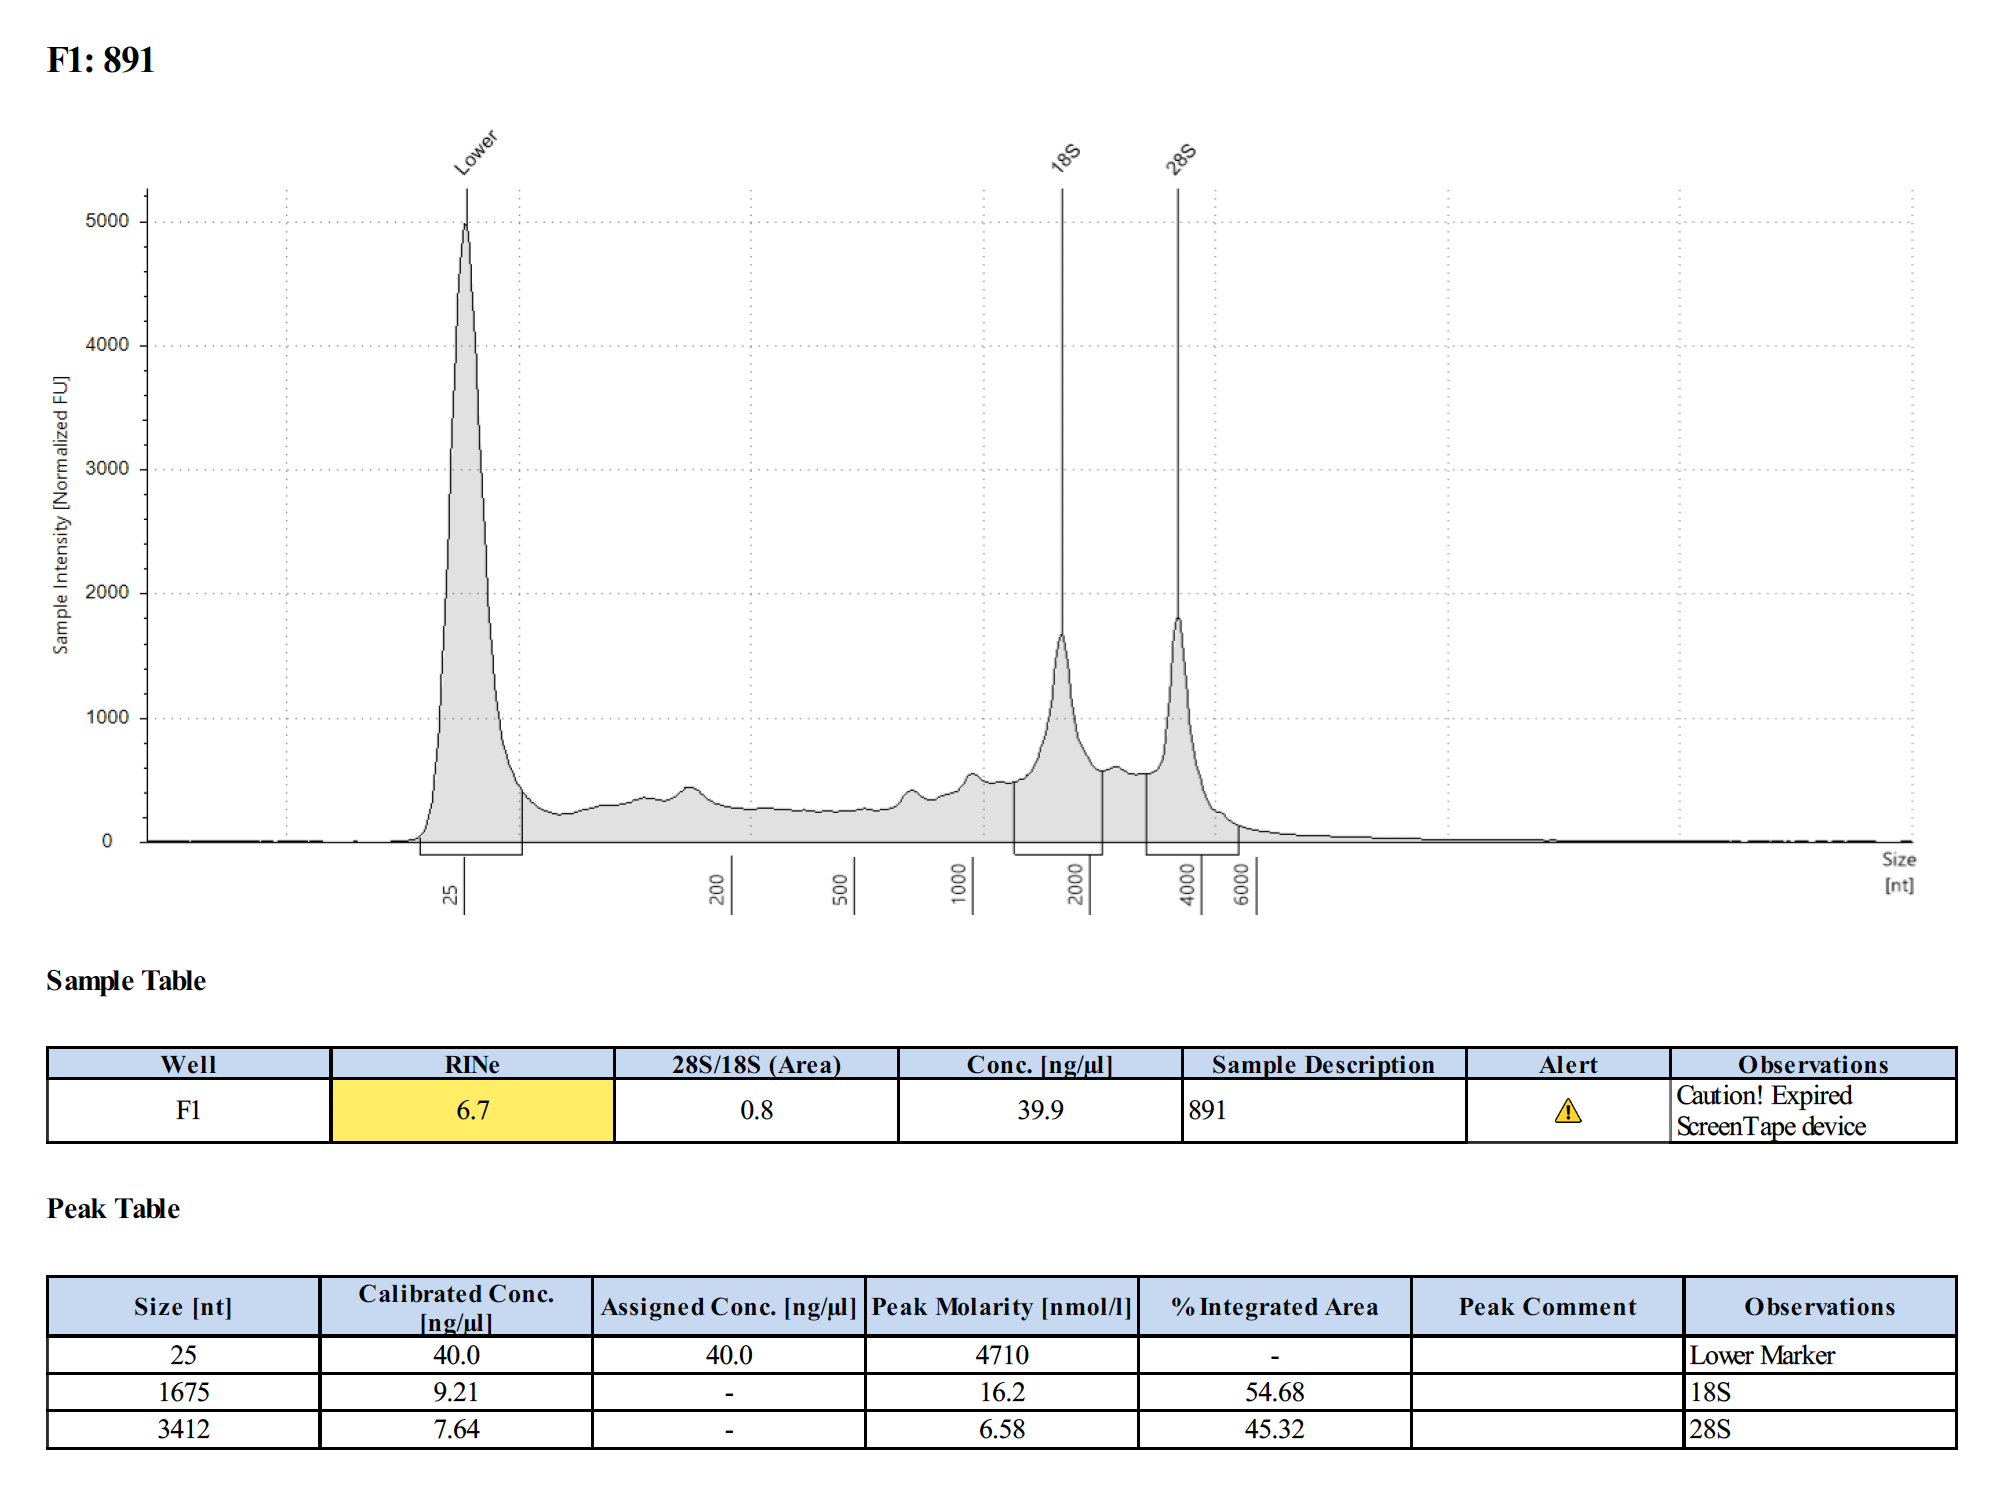 F1: 891
Lower
18S
28S
5000
4000
3000
2000
1000
0
Sample Intensity [Normalized FU]
25
200
500
1000
2000
4000
6000
Size
[nt]
Sample Table
Well RINe 28S/18S (Area) Conc. [ng/µl] Sample Description Alert Observations
F1 6.7 0.8 39.9 891 Caution! Expired
ScreenTape device
Peak Table
Size [nt] Calibrated Conc. [ng/µl] Assigned Conc. [ng/µl] Peak Molarity [nmol/l] % Integrated Area Peak Comment Observations
25 40.0 40.0 4710 - Lower Marker
1675 9.21 - 16.2 54.68 18S
3412 7.64 - 6.58 45.32 28S